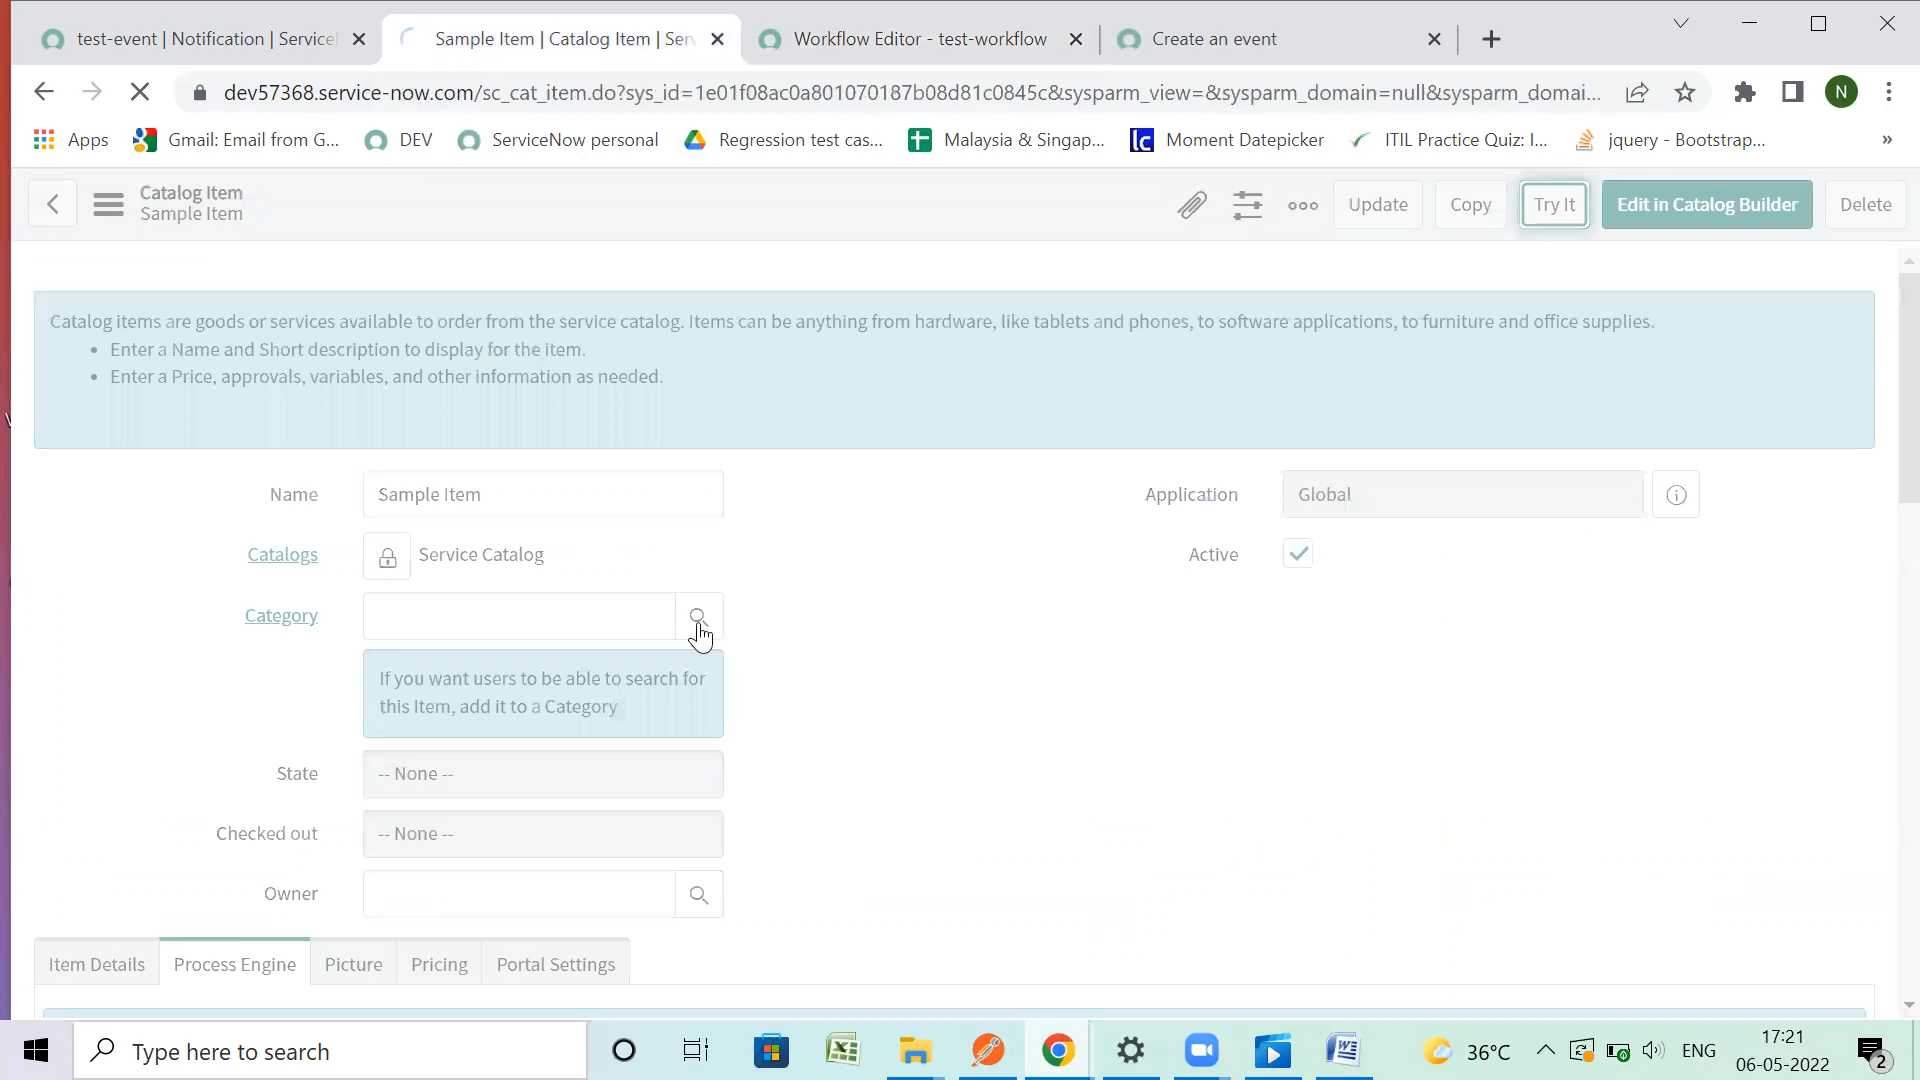 test-event | Notification | Service
Sample Item | Catalog Item | Ser
Workflow Editor - test-workflow
Create an event
dev57368.service-now.com/sc_cat_item.do?sys_id=1e01f08ac0a801070187b08d81c0845c&sysparm_view=&sysparm_domain=null&sysparm_domai...
N
Apps
Gmail: Email from G...
DEV
ServiceNow personal
Regression test cas...
Malaysia & Singap...
lc
Moment Datepicker
ITIL Practice Quiz: I...
jquery - Bootstrap...
»
Catalog Item
Sample Item
Update
Copy
Try It
Edit in Catalog Builder
Delete
Catalog items are goods or services available to order from the service catalog. Items can be anything from hardware, like tablets and phones, to software applications, to furniture and office supplies.
• Enter a Name and Short description to display for the item.
• Enter a Price, approvals, variables, and other information as needed.
Name
Sample Item
Application
Global
Catalogs
Service Catalog
Active
Category
If you want users to be able to search for
this Item, add it to a Category
State
-- None --
Checked out
-- None --
Owner
Item Details
Process Engine
Picture
Pricing
Portal Settings
Type here to search
36°C
ENG
17:21
06-05-2022
2